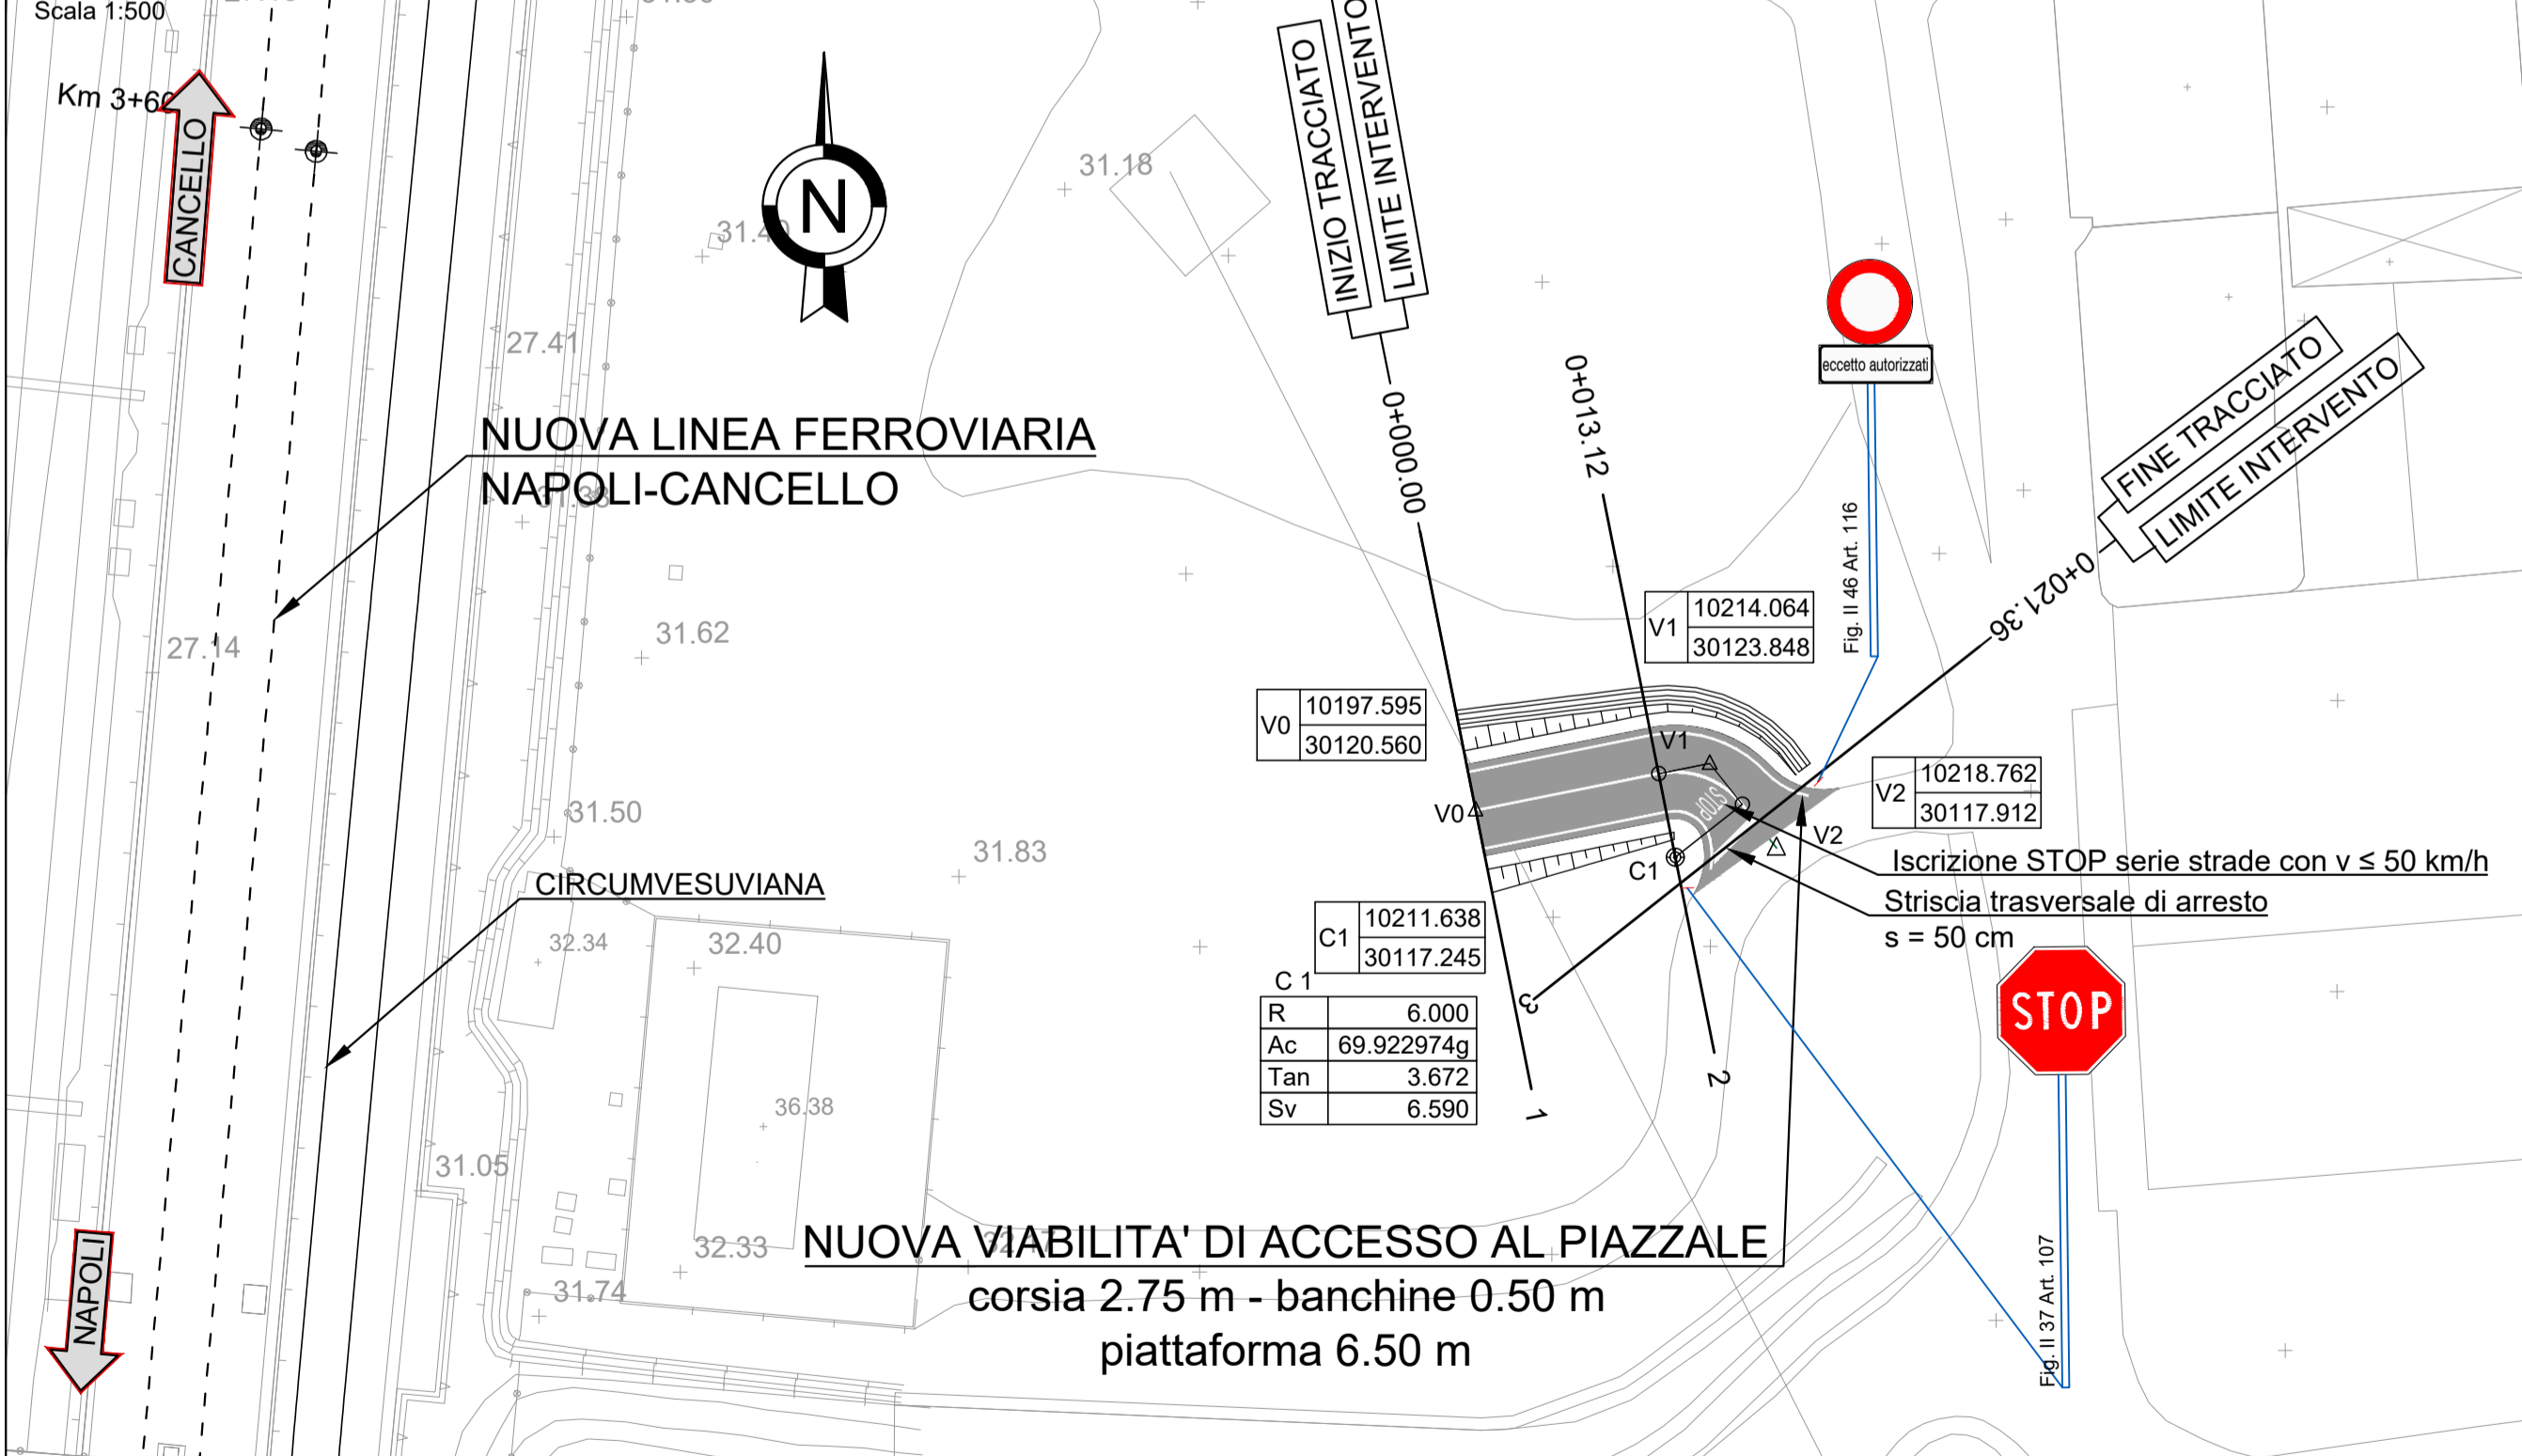 Scala 1:500
Km 3+6
CANCELLO
N
31.18
27.41
NUOVA LINEA FERROVIARIA
NAPOLI-CANCELLO
27.14
31.62
31.50
31.83
CIRCUMVESUVIANA
32.34
32.40
36.38
31.05
32.33
31.74
NAPOLI
INIZIO TRACCIATO
LIMITE INTERVENTO
0+000.00
0+013.12
eccetto autorizzati
Fig. II 46 Art. 116
FINE TRACCIATO
LIMITE INTERVENTO
0+021.36
V1 10214.064
30123.848
V0 10197.595
30120.560
V2 10218.762
30117.912
V1
V0
STOP
V2
C1
Iscrizione STOP serie strade con v ≤ 50 km/h
Striscia trasversale di arresto
s = 50 cm
C1 10211.638
30117.245
C 1
R 6.000
Ac 69.922974g
Tan 3.672
Sv 6.590
3
2
1
STOP
Fig. II 37 Art. 107
NUOVA VIABILITA' DI ACCESSO AL PIAZZALE
corsia 2.75 m - banchine 0.50 m
piattaforma 6.50 m